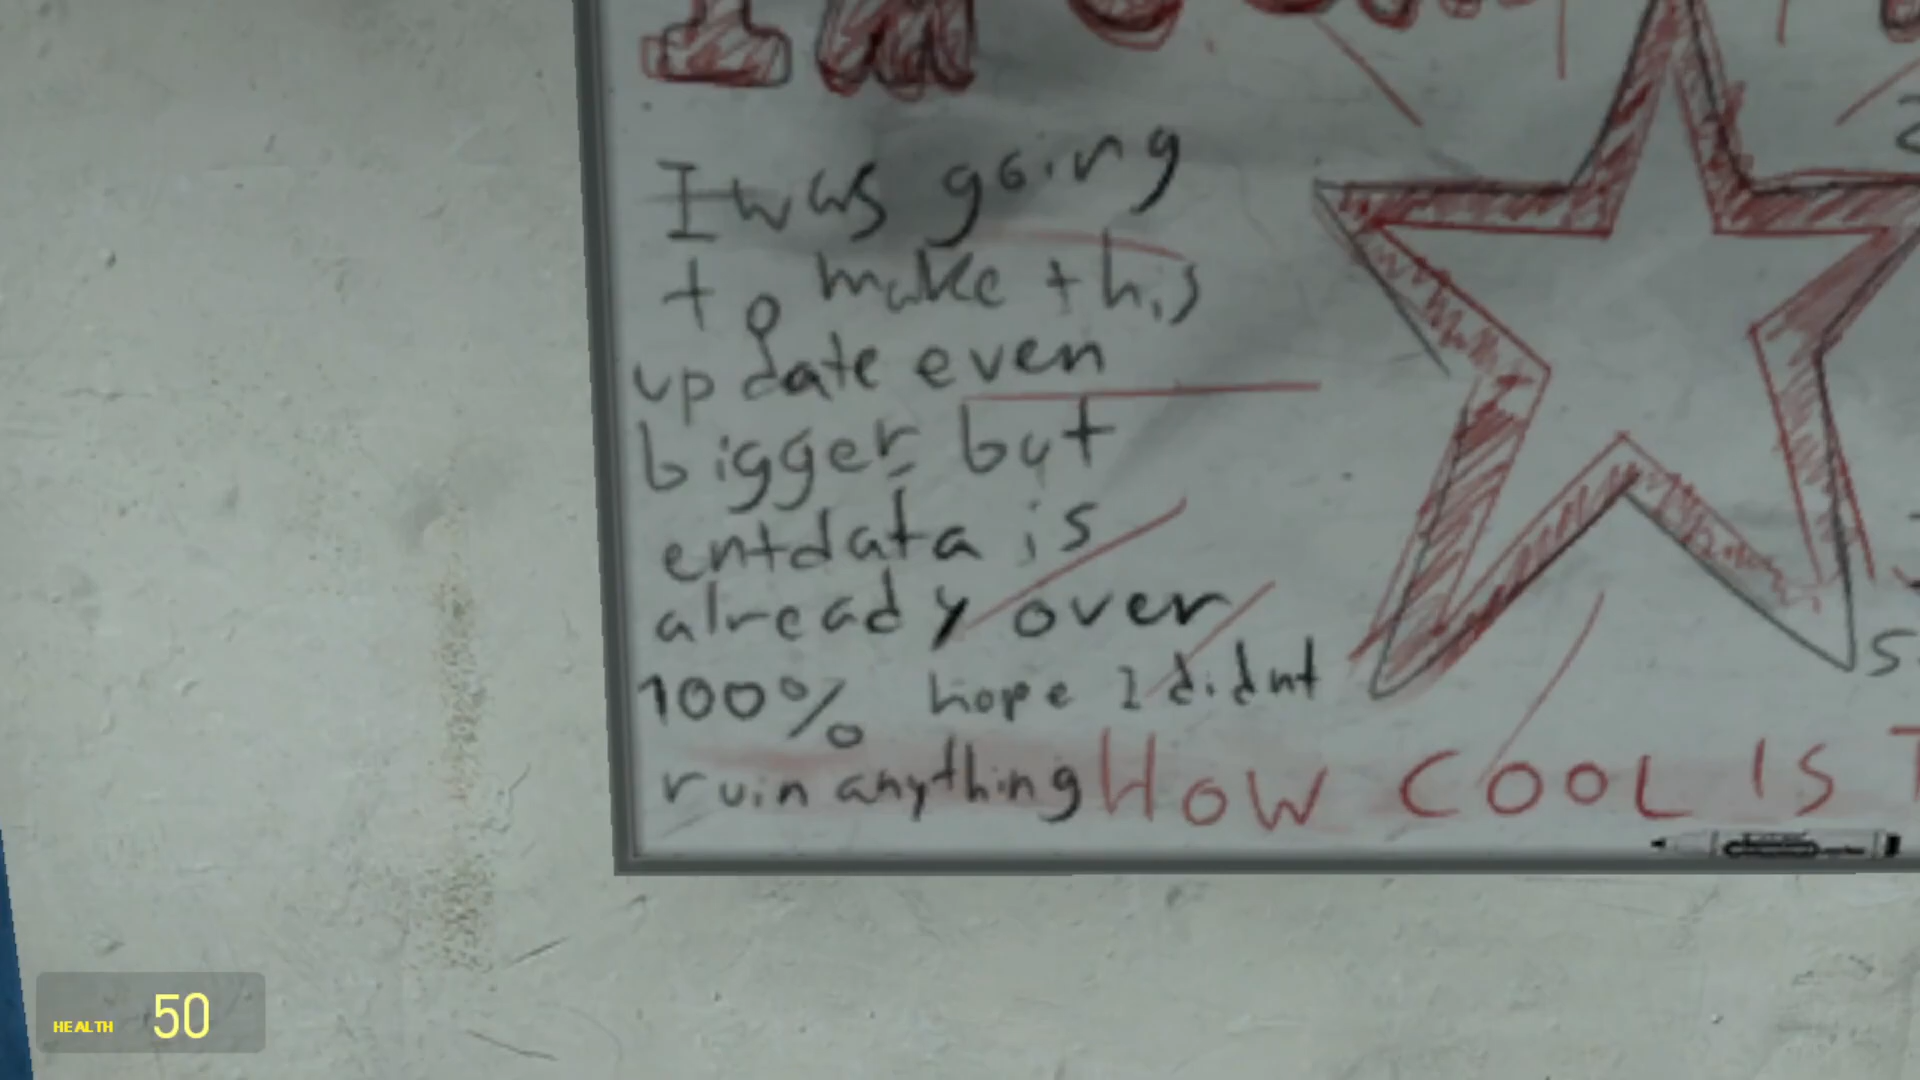 I was going
to make this
update even
bigger but
entdata is
already over
100% hope I didnt
ruin anything
HOW COOL IS
HEALTH 50